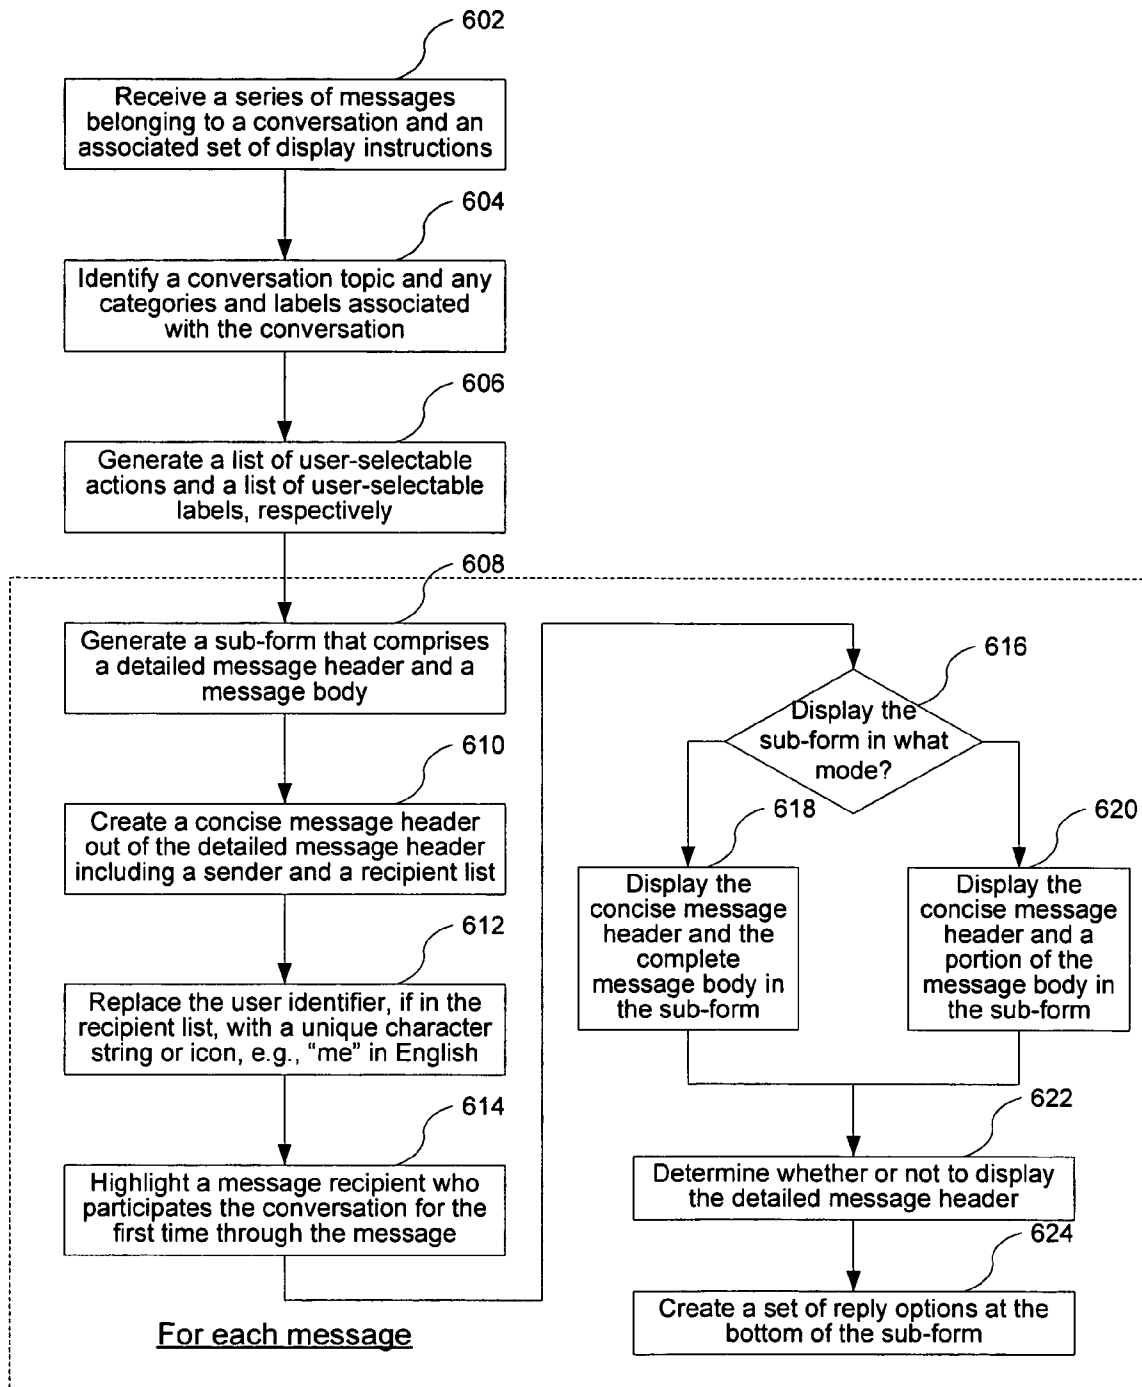 602
Receive a series of messages
belonging to a conversation and an
associated set of display instructions
604
Identify a conversation topic and any
categories and labels associated
with the conversation
606
Generate a list of user-selectable
actions and a list of user-selectable
labels, respectively
608
Generate a sub-form that comprises
a detailed message header and a
message body
610
Create a concise message header
out of the detailed message header
including a sender and a recipient list
612
Replace the user identifier, if in the
recipient list, with a unique character
string or icon, e.g., “me” in English
614
Highlight a message recipient who
participates the conversation for the
first time through the message
For each message
616
Display the
sub-form in what
mode?
618
Display the
concise message
header and the
complete
message body in
the sub-form
620
Display the
concise message
header and a
portion of the
message body in
the sub-form
622
Determine whether or not to display
the detailed message header
624
Create a set of reply options at the
bottom of the sub-form